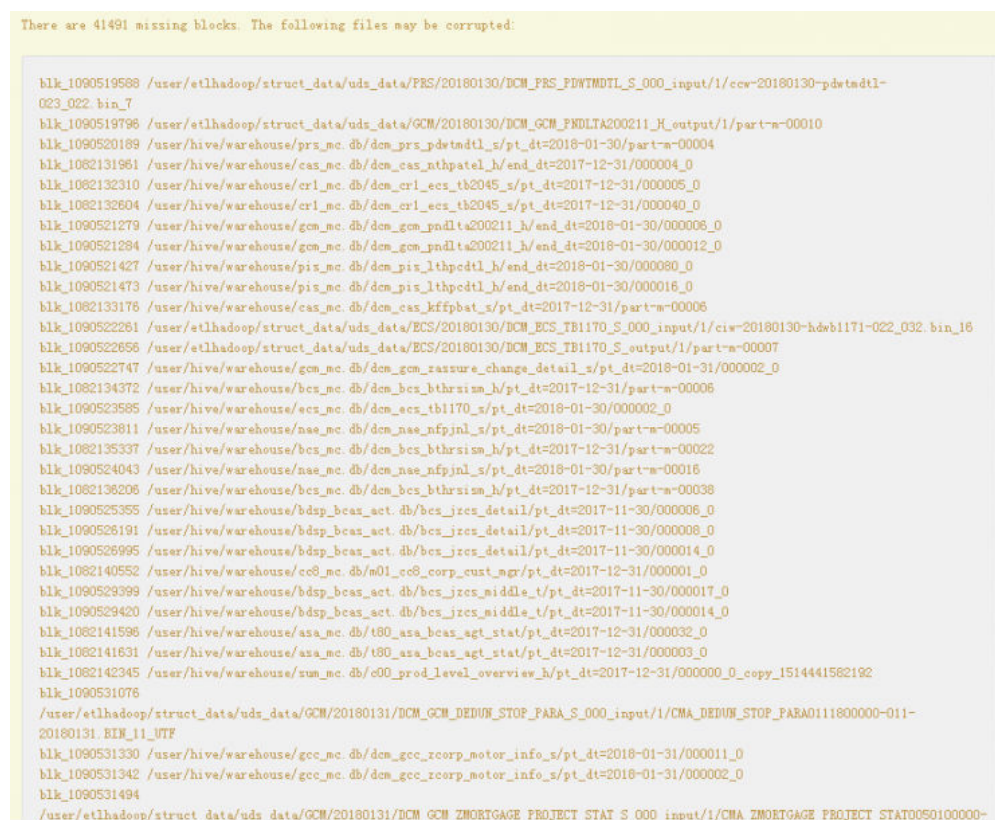 There are 41491 missing blocks. The following files may be corrupted:
blk_1090519588 /user/etlhadoop/struct_data/uds_data/PRS/20180130/DCM_PRS_PDWTMDTL_S_000_input/1/ccw-20180130-pdwtmdtl-
023_022.bin_7
blk_1090519796 /user/etlhadoop/struct_data/uds_data/GCM/20180130/DCM_GCM_PNDLTA200211_H_output/1/part-m-00010
blk_1090520189 /user/hive/warehouse/prs_mc.db/dcm_prs_pdwtmdtl_s/pt_dt=2018-01-30/part-m-00004
blk_1082131961 /user/hive/warehouse/cas_mc.db/dcm_cas_nthpatel_h/end_dt=2017-12-31/000004_0
blk_1082132310 /user/hive/warehouse/cr1_mc.db/dcm_cr1_ecs_tb2045_s/pt_dt=2017-12-31/000005_0
blk_1082132604 /user/hive/warehouse/cr1_mc.db/dcm_cr1_ecs_tb2045_s/pt_dt=2017-12-31/000040_0
blk_1090521279 /user/hive/warehouse/gcm_mc.db/dcm_gcm_pndlta200211_h/end_dt=2018-01-30/000006_0
blk_1090521284 /user/hive/warehouse/gcm_mc.db/dcm_gcm_pndlta200211_h/end_dt=2018-01-30/000012_0
blk_1090521427 /user/hive/warehouse/pis_mc.db/dcm_pis_lthpcdtl_h/end_dt=2018-01-30/000080_0
blk_1090521473 /user/hive/warehouse/pis_mc.db/dcm_pis_lthpcdtl_h/end_dt=2018-01-30/000016_0
blk_1082133176 /user/hive/warehouse/cas_mc.db/dcm_cas_kffpbat_s/pt_dt=2017-12-31/part-m-00006
blk_1090522261 /user/etlhadoop/struct_data/uds_data/ECS/20180130/DCM_ECS_TB1170_S_000_input/1/ciw-20180130-hdwb1171-022_032.bin_16
blk_1090522656 /user/etlhadoop/struct_data/uds_data/ECS/20180130/DCM_ECS_TB1170_S_output/1/part-m-00007
blk_1090522747 /user/hive/warehouse/gcm_mc.db/dcm_gcm_zassure_change_detail_s/pt_dt=2018-01-31/000002_0
blk_1082134372 /user/hive/warehouse/bcs_mc.db/dcm_bcs_bthrsism_h/pt_dt=2017-12-31/part-m-00006
blk_1090523585 /user/hive/warehouse/ecs_mc.db/dcm_ecs_tb1170_s/pt_dt=2018-01-30/000002_0
blk_1090523811 /user/hive/warehouse/nae_mc.db/dcm_nae_nfpjnl_s/pt_dt=2018-01-30/part-m-00005
blk_1082135337 /user/hive/warehouse/bcs_mc.db/dcm_bcs_bthrsism_h/pt_dt=2017-12-31/part-m-00022
blk_1090524043 /user/hive/warehouse/nae_mc.db/dcm_nae_nfpjnl_s/pt_dt=2018-01-30/part-m-00016
blk_1082136206 /user/hive/warehouse/bcs_mc.db/dcm_bcs_bthrsism_h/pt_dt=2017-12-31/part-m-00038
blk_1090525355 /user/hive/warehouse/bdsp_bcas_act.db/bcs_jzcs_detail/pt_dt=2017-11-30/000006_0
blk_1090526191 /user/hive/warehouse/bdsp_bcas_act.db/bcs_jzcs_detail/pt_dt=2017-11-30/000008_0
blk_1090526995 /user/hive/warehouse/bdsp_bcas_act.db/bcs_jzcs_detail/pt_dt=2017-11-30/000014_0
blk_1082140552 /user/hive/warehouse/cc8_mc.db/m01_cc8_corp_cust_mgr/pt_dt=2017-12-31/000001_0
blk_1090529399 /user/hive/warehouse/bdsp_bcas_act.db/bcs_jzcs_middle_t/pt_dt=2017-11-30/000017_0
blk_1090529420 /user/hive/warehouse/bdsp_bcas_act.db/bcs_jzcs_middle_t/pt_dt=2017-11-30/000014_0
blk_1082141596 /user/hive/warehouse/asa_mc.db/t80_asa_bcas_agt_stat/pt_dt=2017-12-31/000032_0
blk_1082141631 /user/hive/warehouse/asa_mc.db/t80_asa_bcas_agt_stat/pt_dt=2017-12-31/000003_0
blk_1082142345 /user/hive/warehouse/sum_mc.db/c00_prod_level_overview_h/pt_dt=2017-12-31/000000_0_copy_1514441582192
blk_1090531076
/user/etlhadoop/struct_data/uds_data/GCM/20180131/DCM_GCM_DEDUN_STOP_PARA_S_000_input/1/CMA_DEDUN_STOP_PARA0111800000-011-
20180131.BIN_11_UTF
blk_1090531330 /user/hive/warehouse/gcc_mc.db/dcm_gcc_zcorp_motor_info_s/pt_dt=2018-01-31/000011_0
blk_1090531342 /user/hive/warehouse/gcc_mc.db/dcm_gcc_zcorp_motor_info_s/pt_dt=2018-01-31/000002_0
blk_1090531494
/user/etlhadoop/struct_data/uds_data/GCM/20180131/DCM_GCM_ZMORTGAGE_PROJECT_STAT_S_000_input/1/CMA_ZMORTGAGE_PROJECT_STAT0050100000-